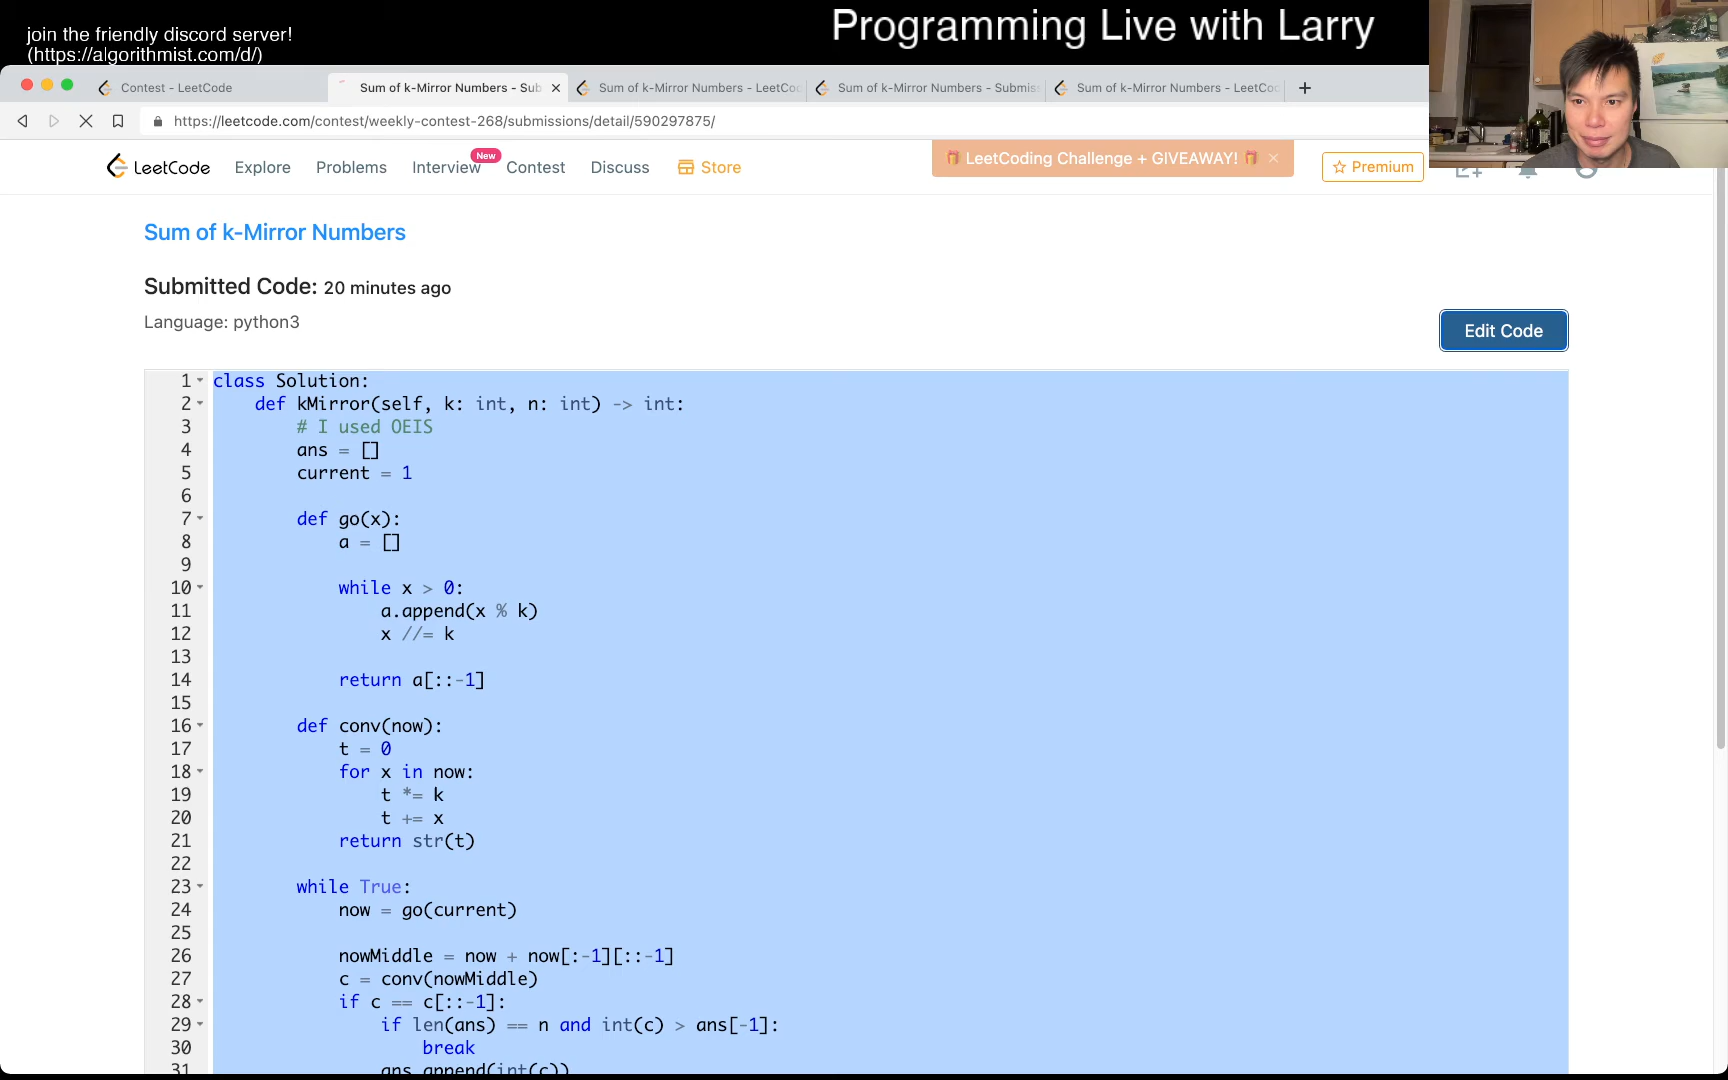 join the friendly discord server!
(https://algorithmist.com/d/)
Programming Live with Larry
Contest - LeetCode
Sum of k-Mirror Numbers - Sub
Sum of k-Mirror Numbers - LeetCo
Sum of k-Mirror Numbers - Submis
Sum of k-Mirror Numbers - LeetCo
https://leetcode.com/contest/weekly-contest-268/submissions/detail/590297875/
LeetCode
Explore
Problems
Interview
New
Contest
Discuss
Store
LeetCoding Challenge + GIVEAWAY!
Premium
Sum of k-Mirror Numbers
Submitted Code: 20 minutes ago
Language: python3
Edit Code
1 class Solution:
2 def kMirror(self, k: int, n: int) -> int:
3 # I used OEIS
4 ans = []
5 current = 1
6
7 def go(x):
8 a = []
9
10 while x > 0:
11 a.append(x % k)
12 x //= k
13
14 return a[::-1]
15
16 def conv(now):
17 t = 0
18 for x in now:
19 t *= k
20 t += x
21 return str(t)
22
23 while True:
24 now = go(current)
25
26 nowMiddle = now + now[:-1][::-1]
27 c = conv(nowMiddle)
28 if c == c[::-1]:
29 if len(ans) == n and int(c) > ans[-1]:
30 break
31 ans.append(int(c))